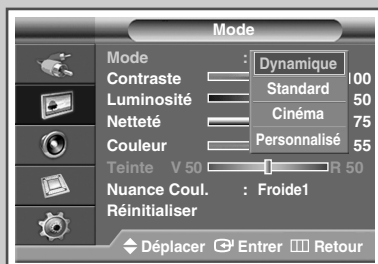 Mode
Mode :
Dynamique
Standard
Cinéma
Personnalisé
Contraste 100
Luminosité 50
Netteté 75
Couleur 55
Teinte V 50 R 50
Nuance Coul. : Froide1
Réinitialiser
Déplacer Entrer Retour